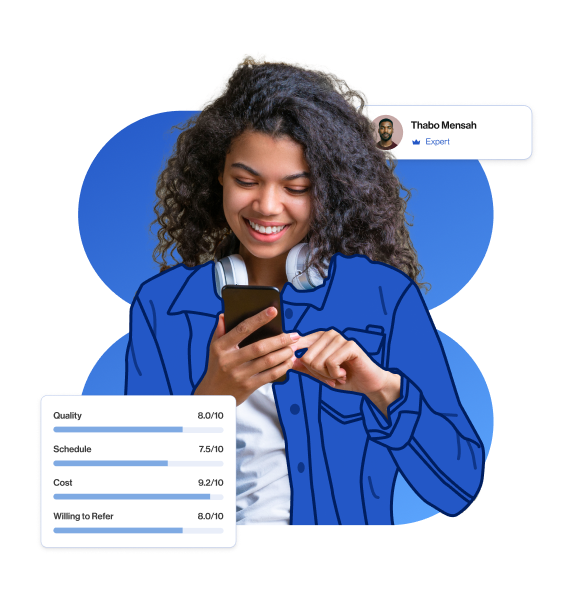 Thabo Mensah
Expert
Quality 8.0/10
Schedule 7.5/10
Cost 9.2/10
Willing to Refer 8.0/10